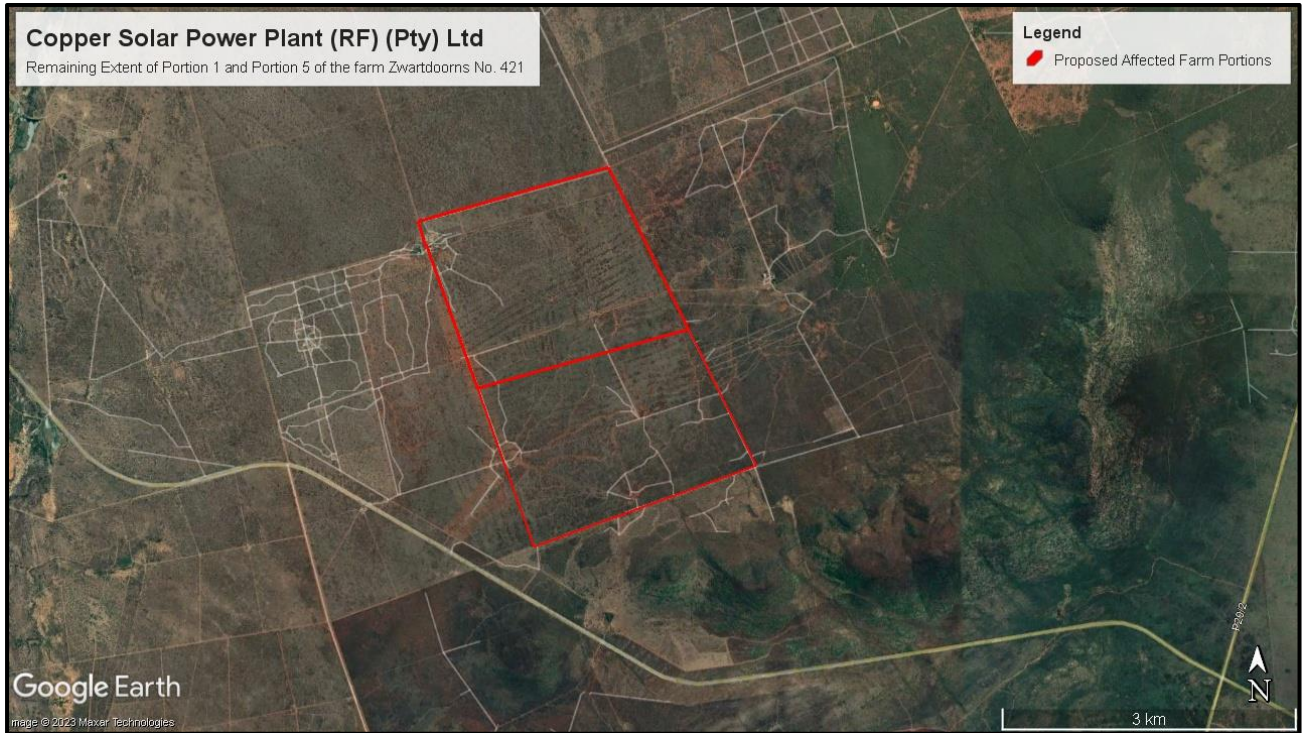 Copper Solar Power Plant (RF) (Pty) Ltd
Remaining Extent of Portion 1 and Portion 5 of the farm Zwartdoorns No. 421
Legend
Proposed Affected Farm Portions
P20/2
N
Google Earth
mage © 2023 Maxar Technologies
3 km